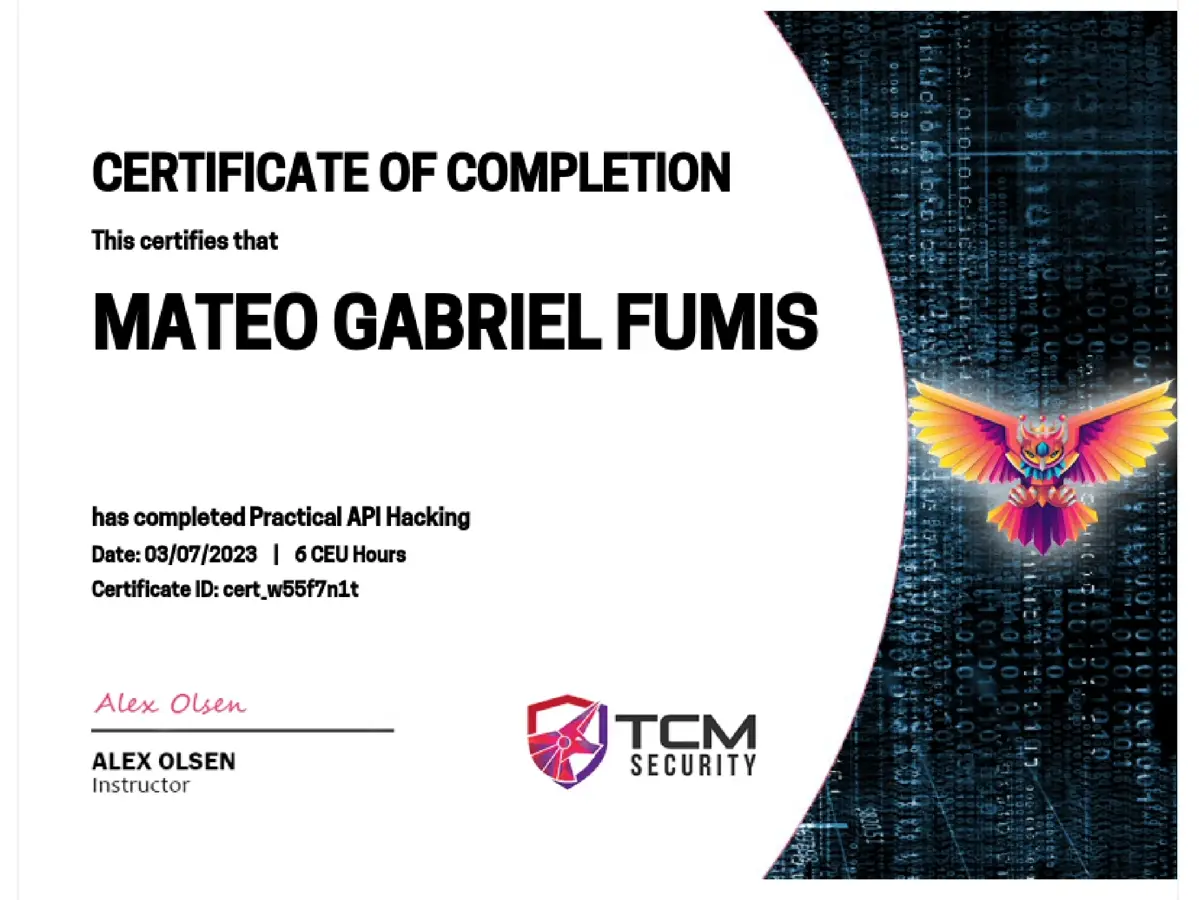 CERTIFICATE OF COMPLETION
This certifies that
MATEO GABRIEL FUMIS
has completed Practical API Hacking
Date: 03/07/2023 | 6 CEU Hours
Certificate ID: cert_w55f7n1t
Alex Olsen
ALEX OLSEN
Instructor
TCM
SECURITY